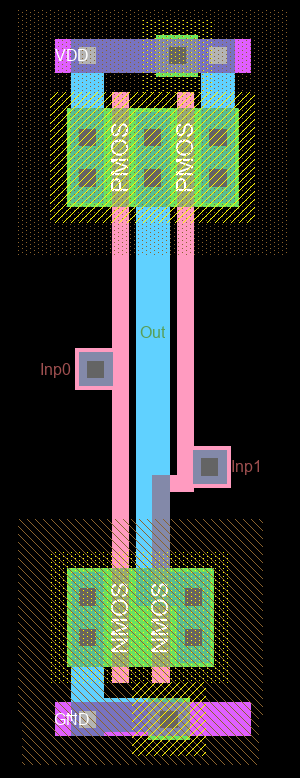 VDD
PMOS
PMOS
Out
Inp0
Inp1
NMOS
NMOS
GND